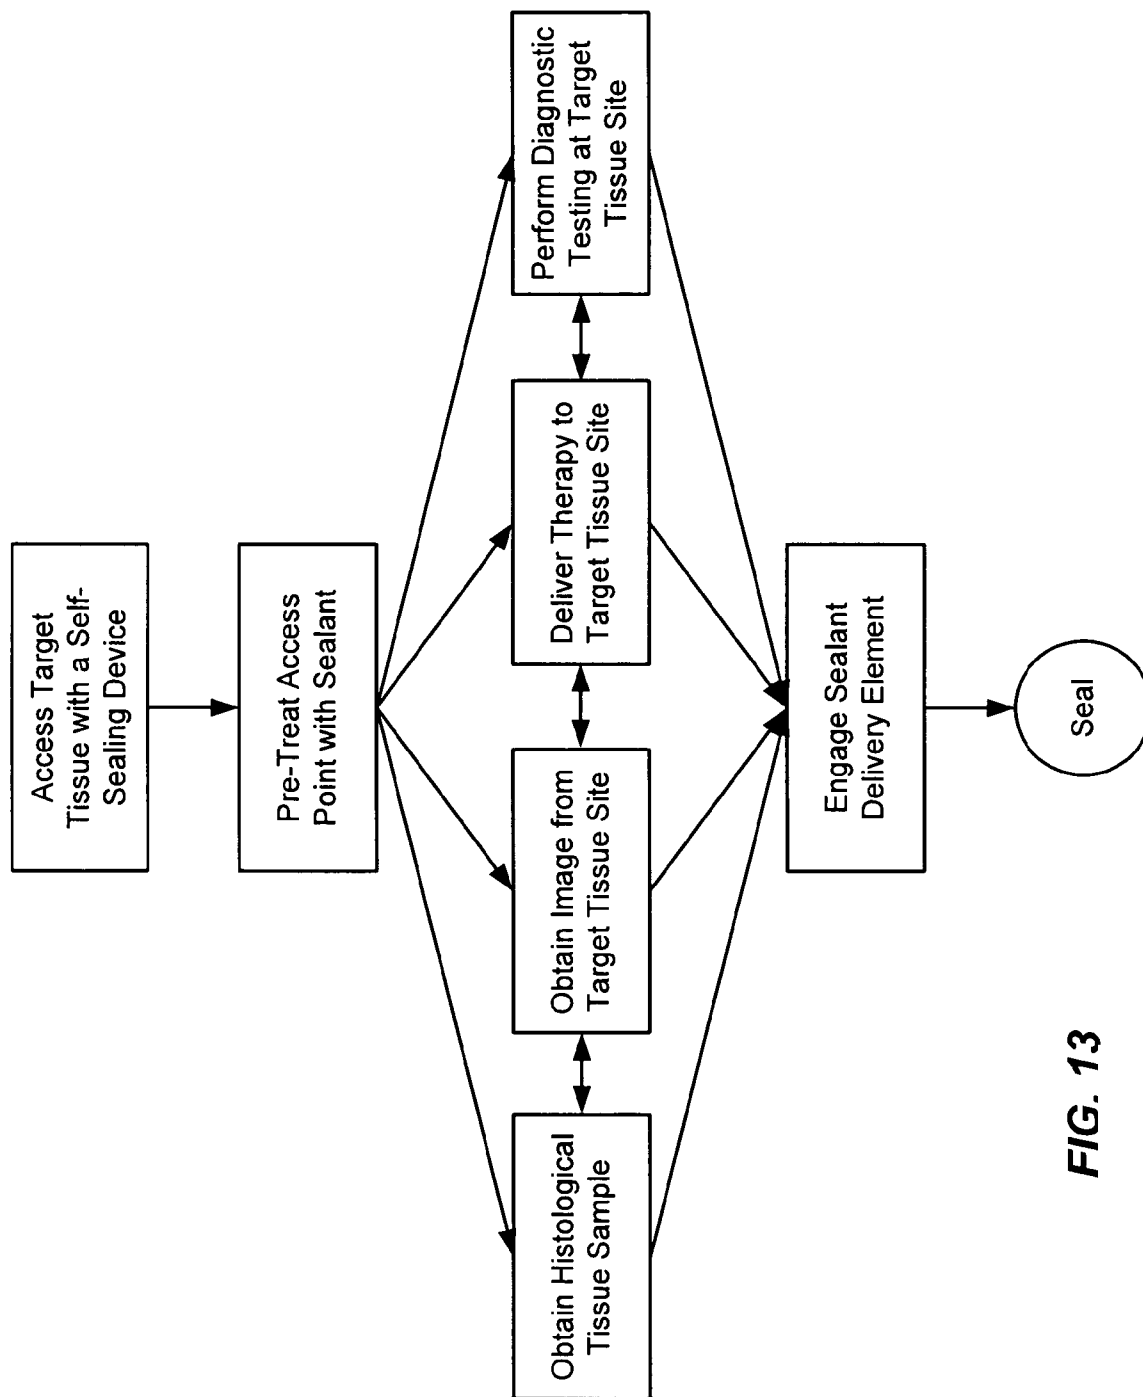 Access Target
Tissue with a Self-
Sealing Device
Pre-Treat Access
Point with Sealant
Obtain Histological
Tissue Sample
Obtain Image from
Target Tissue Site
Deliver Therapy to
Target Tissue Site
Perform Diagnostic
Testing at Target
Tissue Site
Engage Sealant
Delivery Element
Seal
FIG. 13